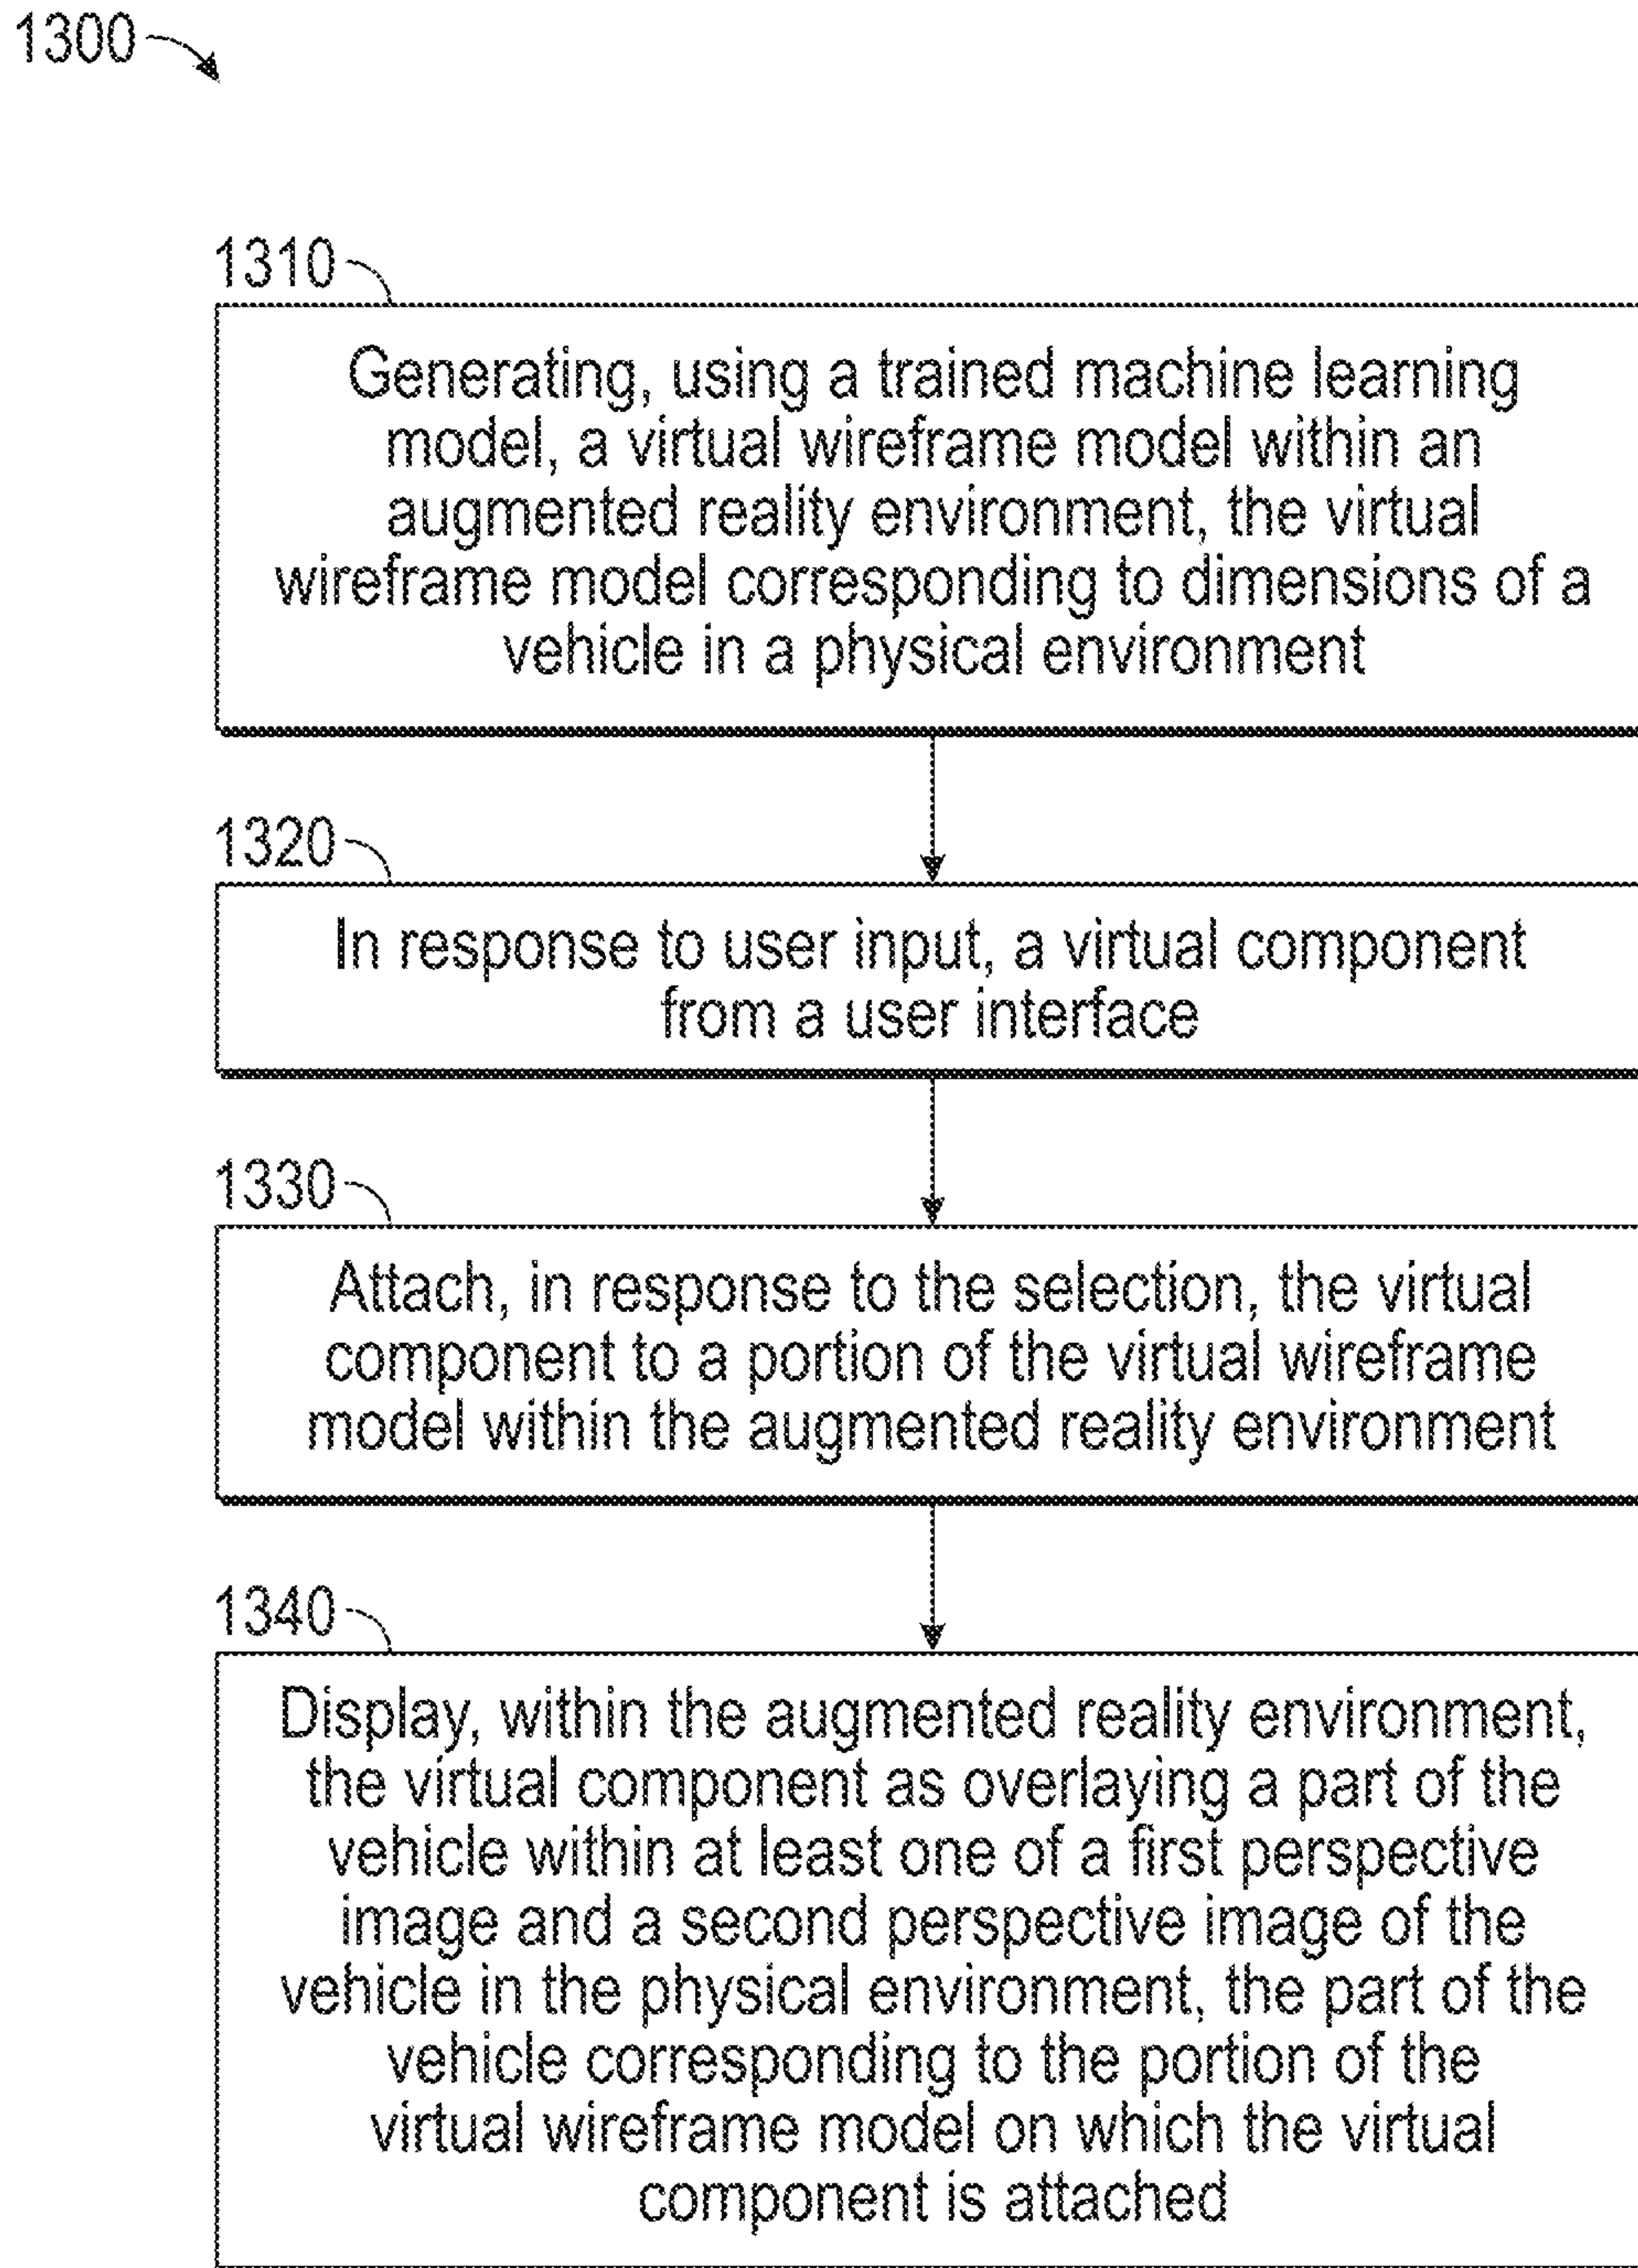 1300
1310
Generating, using a trained machine learning
model, a virtual wireframe model within an
augmented reality environment, the virtual
wireframe model corresponding to dimensions of a
vehicle in a physical environment
1320
In response to user input, a virtual component
from a user interface
1330
Attach, in response to the selection, the virtual
component to a portion of the virtual wireframe
model within the augmented reality environment
1340
Display, within the augmented reality environment,
the virtual component as overlaying a part of the
vehicle within at least one of a first perspective
image and a second perspective image of the
vehicle in the physical environment, the part of the
vehicle corresponding to the portion of the
virtual wireframe model on which the virtual
component is attached